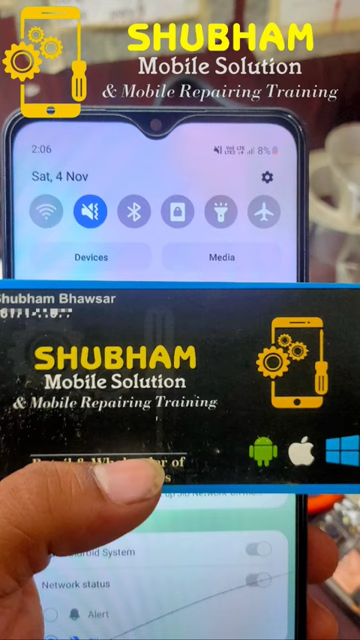 SHUBHAM
Mobile Solution
& Mobile Repairing Training
2:06
8%
Sat, 4 Nov
Devices
Media
Shubham Bhawsar
SHUBHAM
Mobile Solution
& Mobile Repairing Training
of
Android System
Network status
Alert